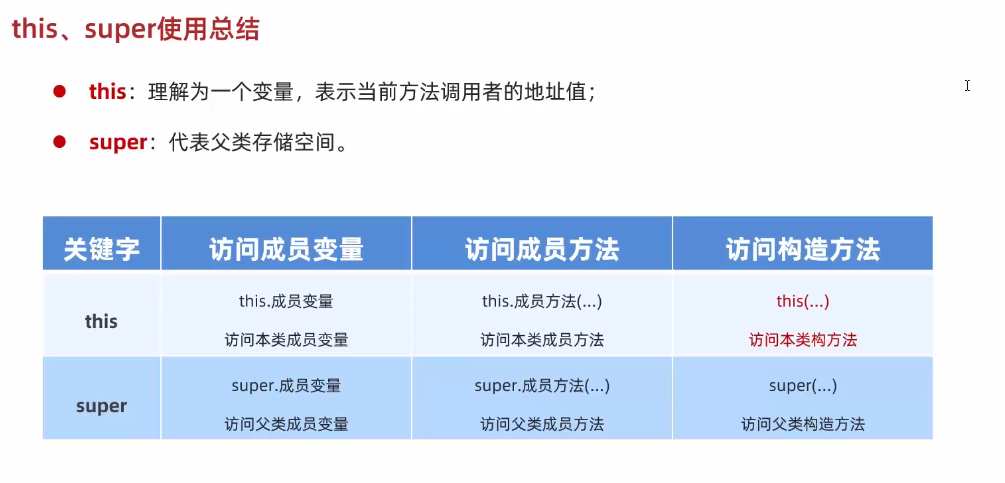 this、super使用总结
this：理解为一个变量，表示当前方法调用者的地址值；
super：代表父类存储空间。
关键字 访问成员变量 访问成员方法 访问构造方法
this
this.成员变量 this.成员方法(...) this(...)
访问本类成员变量 访问本类成员方法 访问本类构方法
super
super.成员变量 super.成员方法(...) super(...)
访问父类成员变量 访问父类成员方法 访问父类构造方法